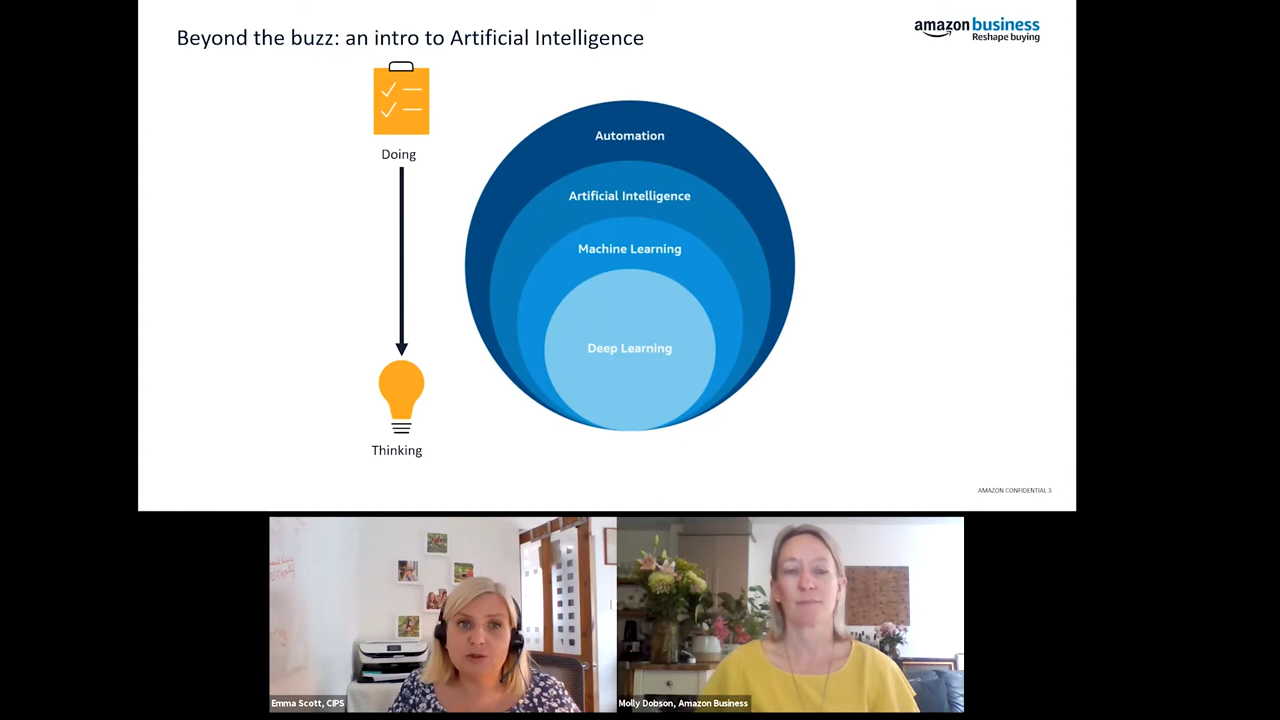 Beyond the buzz: an intro to Artificial Intelligence
amazon business
Reshape buying
Doing
Thinking
Automation
Artificial Intelligence
Machine Learning
Deep Learning
AMAZON CONFIDENTIAL 3
Emma Scott, CIPS
Molly Dobson, Amazon Business